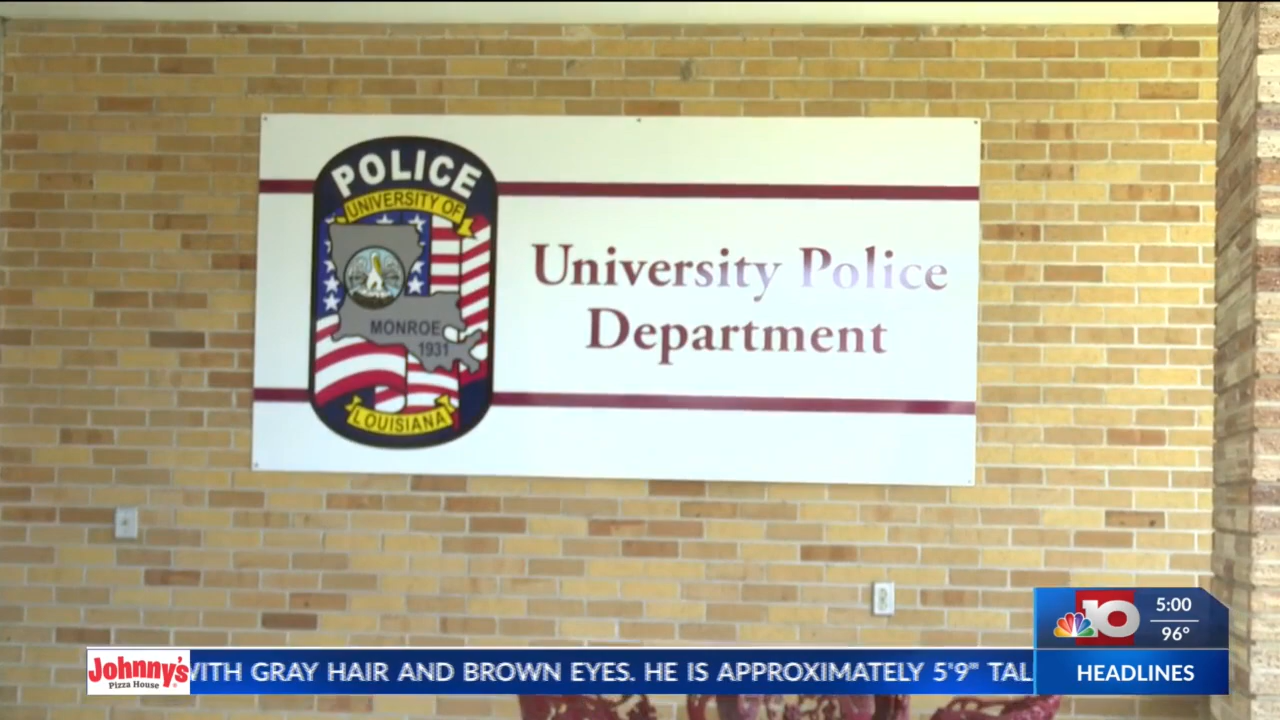 POLICE
UNIVERSITY OF
MONROE
1931
LOUISIANA
University Police
Department
10
5:00
96°
HEADLINES
Johnny's
Pizza House
WITH GRAY HAIR AND BROWN EYES. HE IS APPROXIMATELY 5'9" TAL